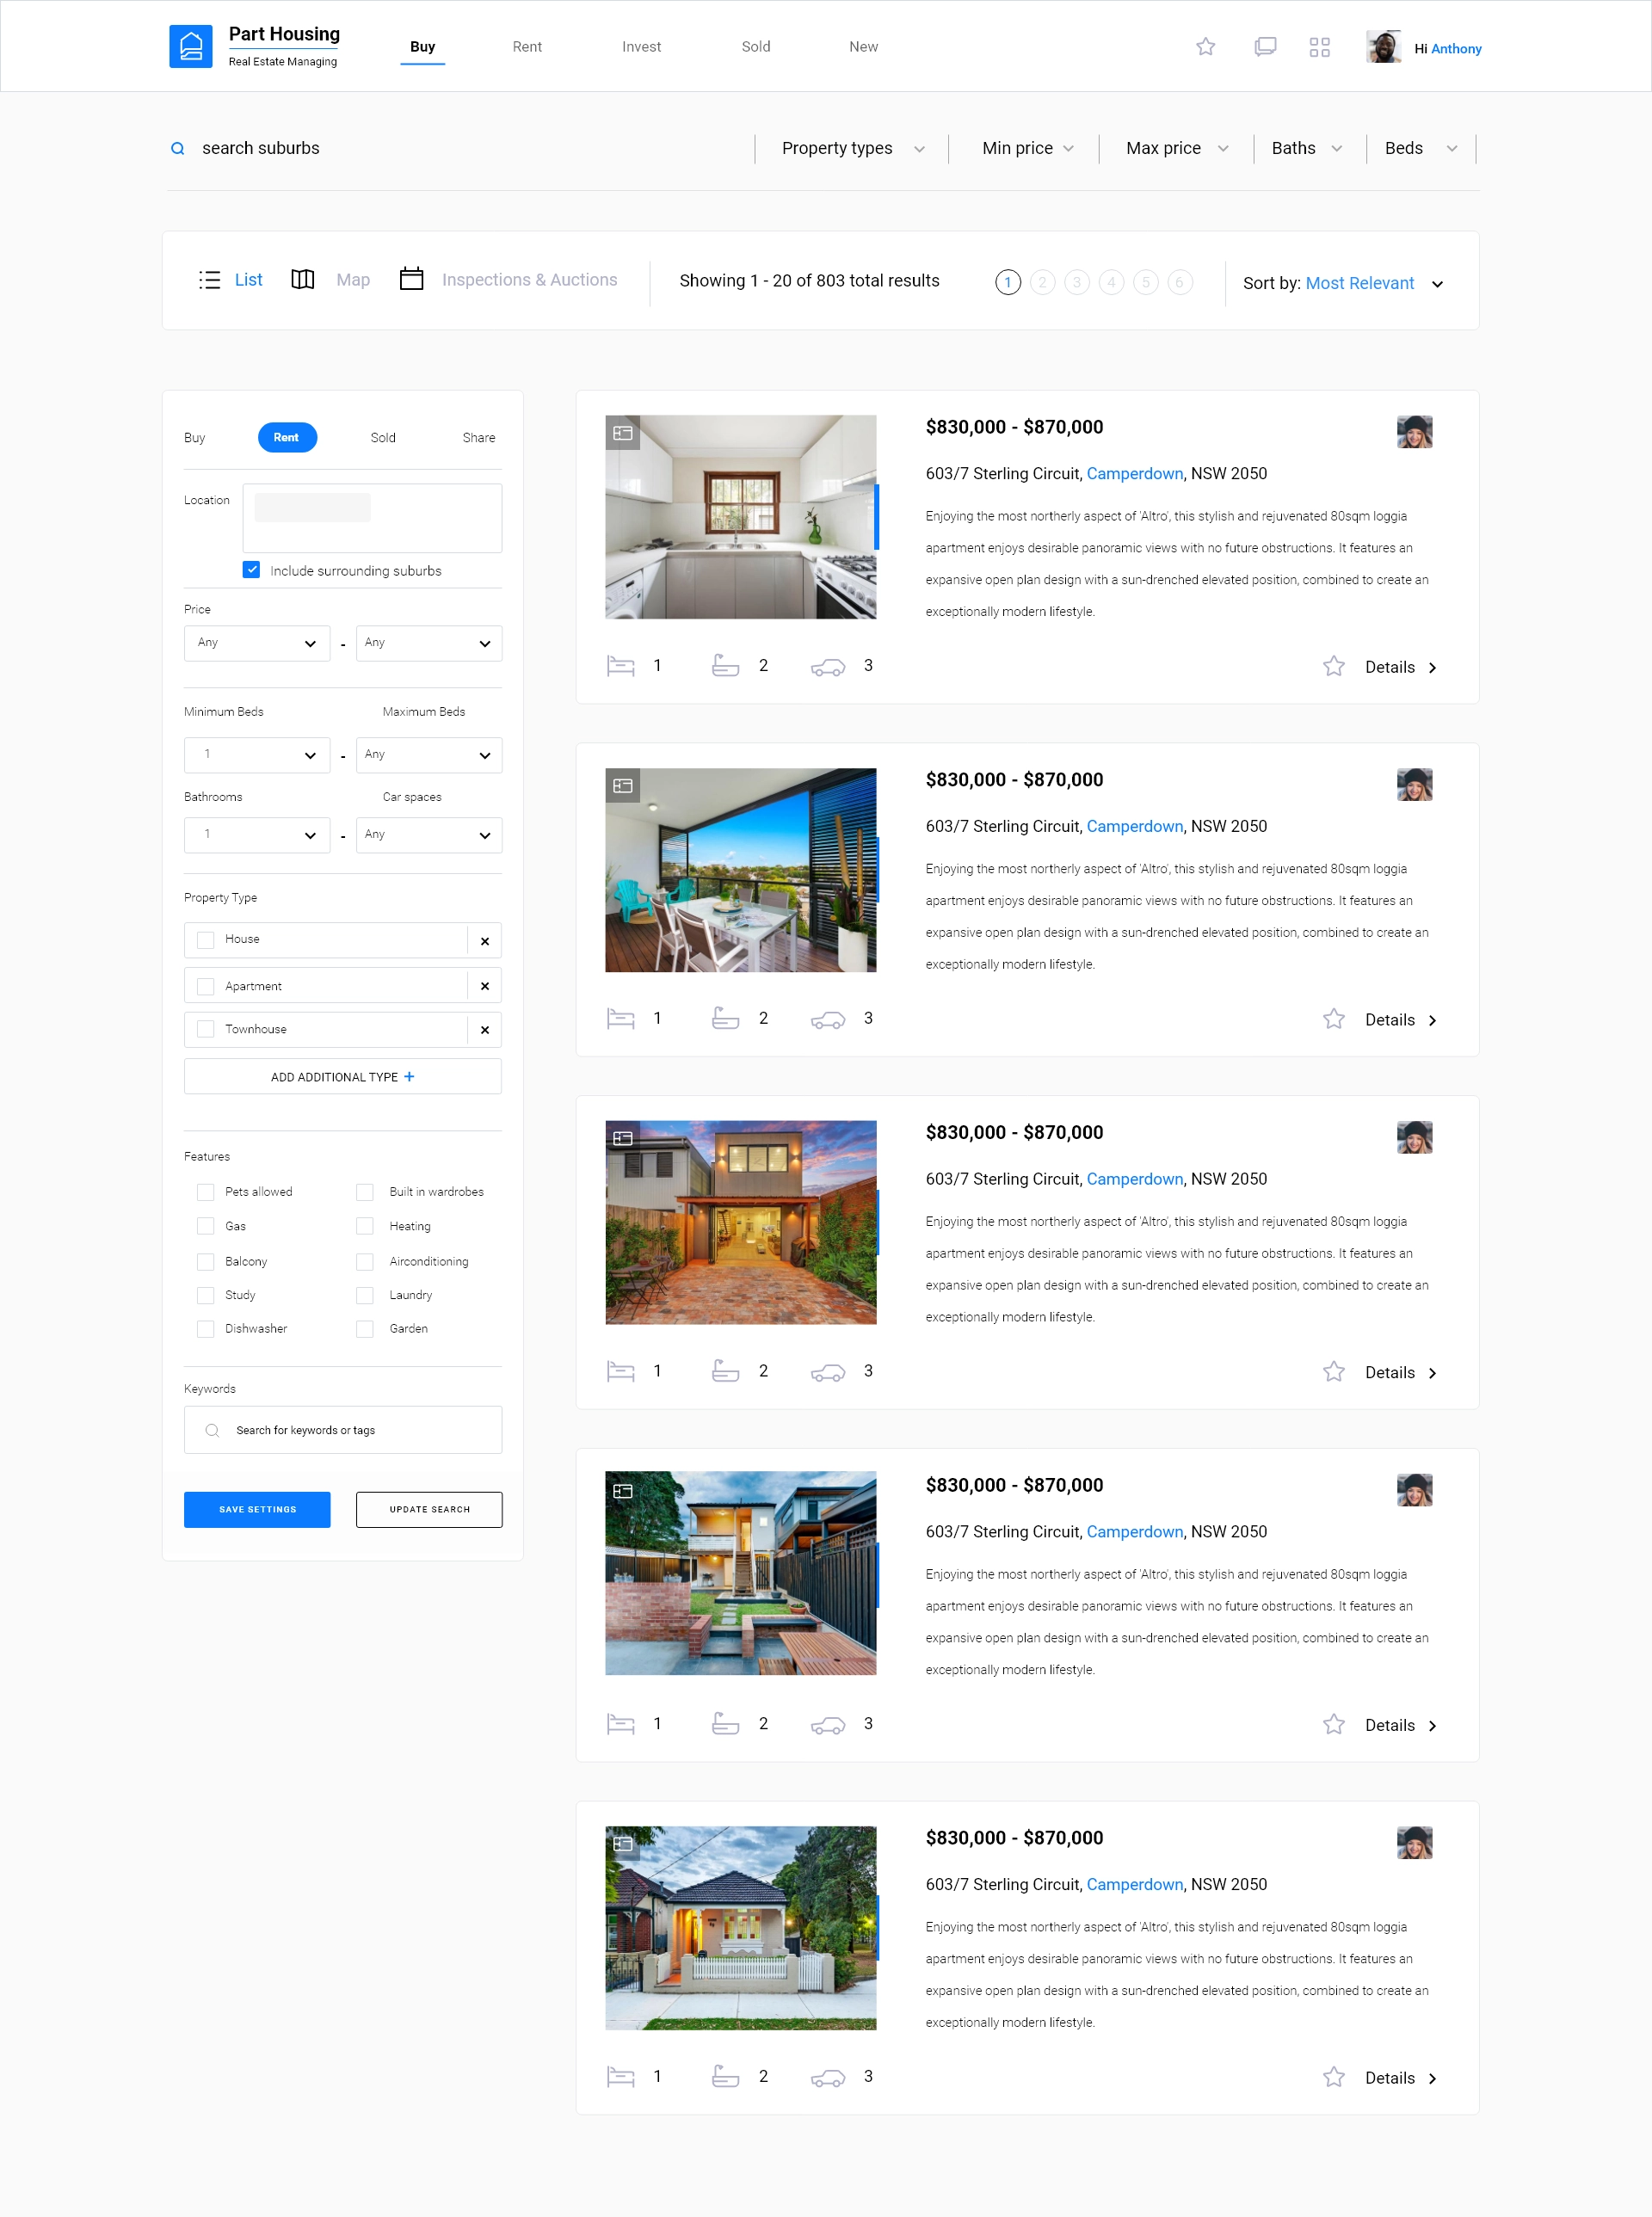 Part Housing
Real Estate Managing
Buy
Rent
Invest
Sold
New
Hi Anthony
search suburbs
Property types
Min price
Max price
Baths
Beds
List
Map
Inspections & Auctions
Showing 1 - 20 of 803 total results
1
2
3
4
5
6
Sort by: Most Relevant
Buy
Rent
Sold
Share
Location
Include surrounding suburbs
Price
Any
-
Any
Minimum Beds
Maximum Beds
1
-
Any
Bathrooms
Car spaces
1
-
Any
Property Type
House
Apartment
Townhouse
ADD ADDITIONAL TYPE +
Features
Pets allowed
Built in wardrobes
Gas
Heating
Balcony
Airconditioning
Study
Laundry
Dishwasher
Garden
Keywords
Search for keywords or tags
SAVE SETTINGS
UPDATE SEARCH
$830,000 - $870,000
603/7 Sterling Circuit, Camperdown, NSW 2050
Enjoying the most northerly aspect of 'Altro', this stylish and rejuvenated 80sqm loggia
apartment enjoys desirable panoramic views with no future obstructions. It features an
expansive open plan design with a sun-drenched elevated position, combined to create an
exceptionally modern lifestyle.
1
2
3
Details
$830,000 - $870,000
603/7 Sterling Circuit, Camperdown, NSW 2050
Enjoying the most northerly aspect of 'Altro', this stylish and rejuvenated 80sqm loggia
apartment enjoys desirable panoramic views with no future obstructions. It features an
expansive open plan design with a sun-drenched elevated position, combined to create an
exceptionally modern lifestyle.
1
2
3
Details
$830,000 - $870,000
603/7 Sterling Circuit, Camperdown, NSW 2050
Enjoying the most northerly aspect of 'Altro', this stylish and rejuvenated 80sqm loggia
apartment enjoys desirable panoramic views with no future obstructions. It features an
expansive open plan design with a sun-drenched elevated position, combined to create an
exceptionally modern lifestyle.
1
2
3
Details
$830,000 - $870,000
603/7 Sterling Circuit, Camperdown, NSW 2050
Enjoying the most northerly aspect of 'Altro', this stylish and rejuvenated 80sqm loggia
apartment enjoys desirable panoramic views with no future obstructions. It features an
expansive open plan design with a sun-drenched elevated position, combined to create an
exceptionally modern lifestyle.
1
2
3
Details
$830,000 - $870,000
603/7 Sterling Circuit, Camperdown, NSW 2050
Enjoying the most northerly aspect of 'Altro', this stylish and rejuvenated 80sqm loggia
apartment enjoys desirable panoramic views with no future obstructions. It features an
expansive open plan design with a sun-drenched elevated position, combined to create an
exceptionally modern lifestyle.
1
2
3
Details